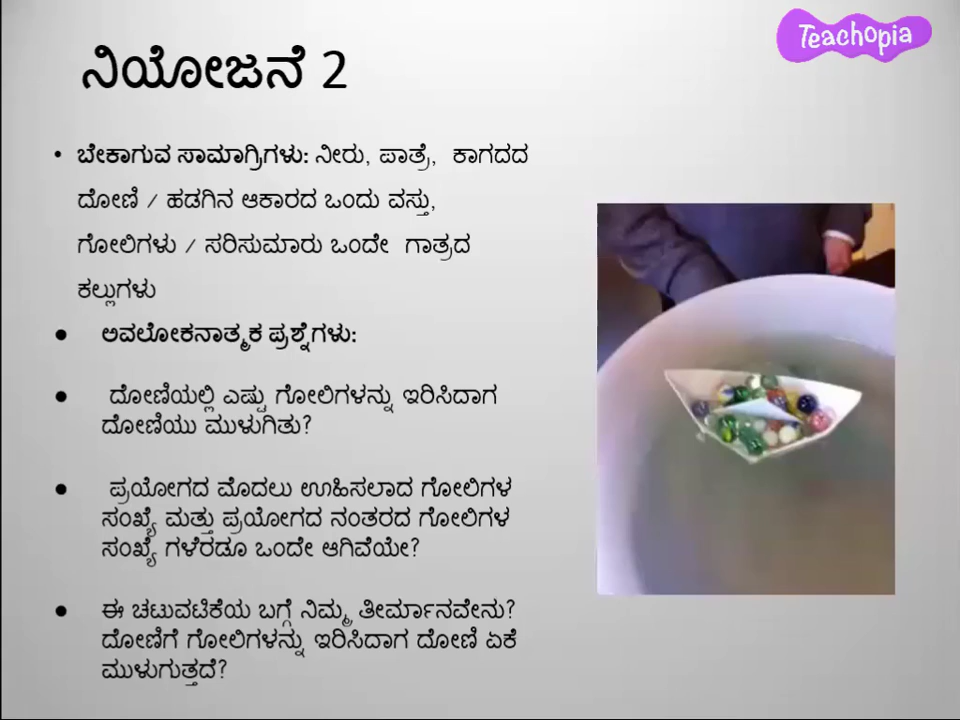 Teachopia
ನಿಯೋಜನೆ 2
• ಬೇಕಾಗುವ ಸಾಮಾಗ್ರಿಗಳು: ನೀರು, ಪಾತ್ರೆ, ಕಾಗದದ
ದೋಣಿ / ಹಡಗಿನ ಆಕಾರದ ಒಂದು ವಸ್ತು,
ಗೋಲಿಗಳು / ಸರಿಸುಮಾರು ಒಂದೇ ಗಾತ್ರದ
ಕಲ್ಲುಗಳು
● ಅವಲೋಕನಾತ್ಮಕ ಪ್ರಶ್ನೆಗಳು:
● ದೋಣಿಯಲ್ಲಿ ಎಷ್ಟು ಗೋಲಿಗಳನ್ನು ಇರಿಸಿದಾಗ
ದೋಣಿಯು ಮುಳುಗಿತು?
● ಪ್ರಯೋಗದ ಮೊದಲು ಊಹಿಸಲಾದ ಗೋಲಿಗಳ
ಸಂಖ್ಯೆ ಮತ್ತು ಪ್ರಯೋಗದ ನಂತರದ ಗೋಲಿಗಳ
ಸಂಖ್ಯೆ ಗಳೆರಡೂ ಒಂದೇ ಆಗಿವೆಯೇ?
● ಈ ಚಟುವಟಿಕೆಯ ಬಗ್ಗೆ ನಿಮ್ಮ ತೀರ್ಮಾನವೇನು?
ದೋಣಿಗೆ ಗೋಲಿಗಳನ್ನು ಇರಿಸಿದಾಗ ದೋಣಿ ಏಕೆ
ಮುಳುಗುತ್ತದೆ?